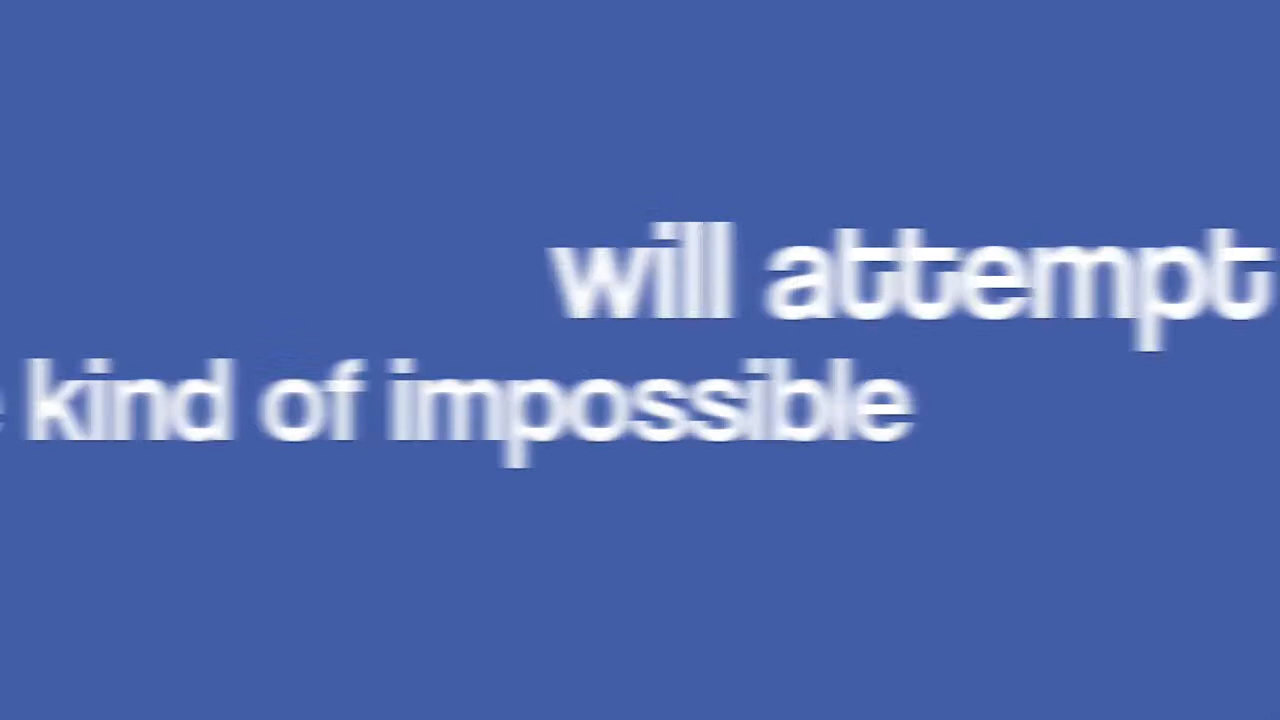 will attempt
kind of impossible